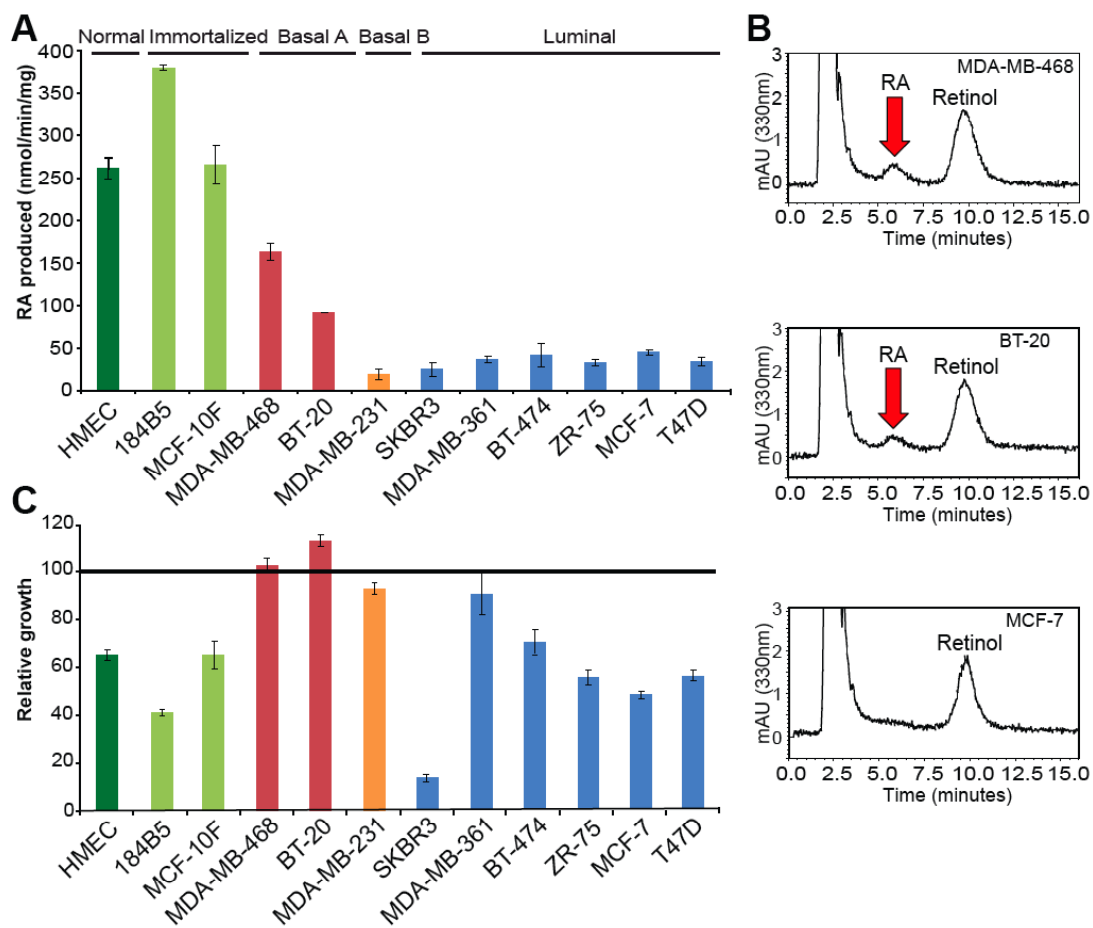 A
Normal Immortalized Basal A Basal B Luminal
RA produced (nmol/min/mg)
400
350
300
250
200
150
100
50
0
HMEC
184B5
MCF-10F
MDA-MB-468
BT-20
MDA-MB-231
SKBR3
MDA-MB-361
BT-474
ZR-75
MCF-7
T47D
B
MDA-MB-468
RA
Retinol
mAU (330nm)
3
2
1
0
0.0 2.5 5.0 7.5 10.0 12.5 15.0
Time (minutes)
BT-20
RA
Retinol
mAU (330nm)
3
2
1
0
0.0 2.5 5.0 7.5 10.0 12.5 15.0
Time (minutes)
MCF-7
Retinol
mAU (330nm)
3
2
1
0
0.0 2.5 5.0 7.5 10.0 12.5 15.0
Time (minutes)
C
Relative growth
120
100
80
60
40
20
0
HMEC
184B5
MCF-10F
MDA-MB-468
BT-20
MDA-MB-231
SKBR3
MDA-MB-361
BT-474
ZR-75
MCF-7
T47D